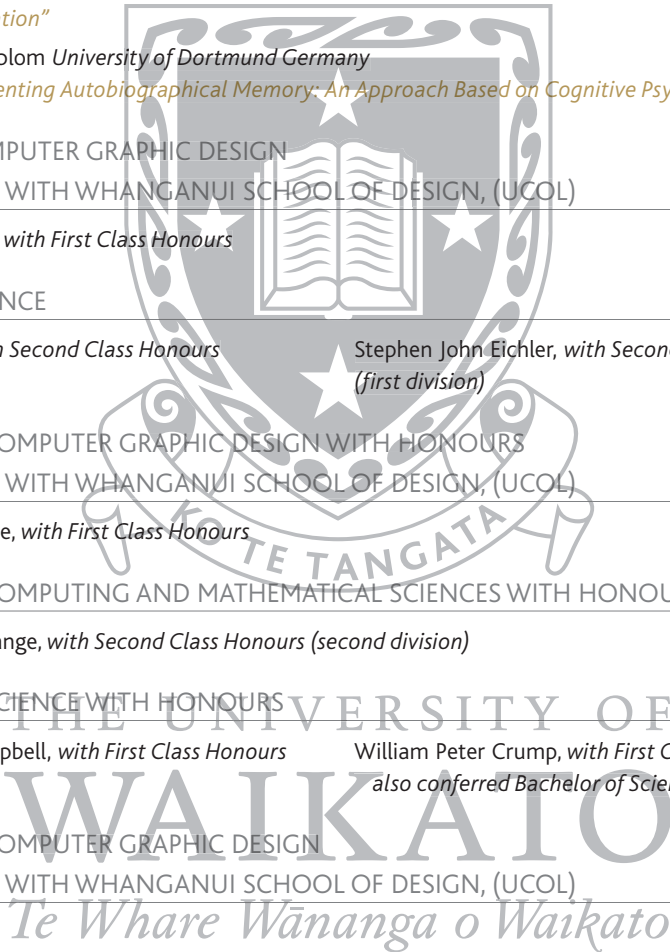 tion”
olom University of Dortmund Germany
enting Autobiographical Memory: An Approach Based on Cognitive Psy
MPUTER GRAPHIC DESIGN
WITH WHANGANUI SCHOOL OF DESIGN, (UCOL)
with First Class Honours
NCE
h Second Class Honours
Stephen John Eichler, with Secon
(first division)
OMPUTER GRAPHIC DESIGN WITH HONOURS
WITH WHANGANUI SCHOOL OF DESIGN, (UCOL)
e, with First Class Honours
KO TE TANGATA
OMPUTING AND MATHEMATICAL SCIENCES WITH HONOU
nge, with Second Class Honours (second division)
CIENCE WITH HONOURS
THE UNIVERSITY OF
pbell, with First Class Honours
William Peter Crump, with First C
also conferred Bachelor of Scien
WAIKATO
OMPUTER GRAPHIC DESIGN
WITH WHANGANUI SCHOOL OF DESIGN, (UCOL)
Te Whare Wānanga o Waikato